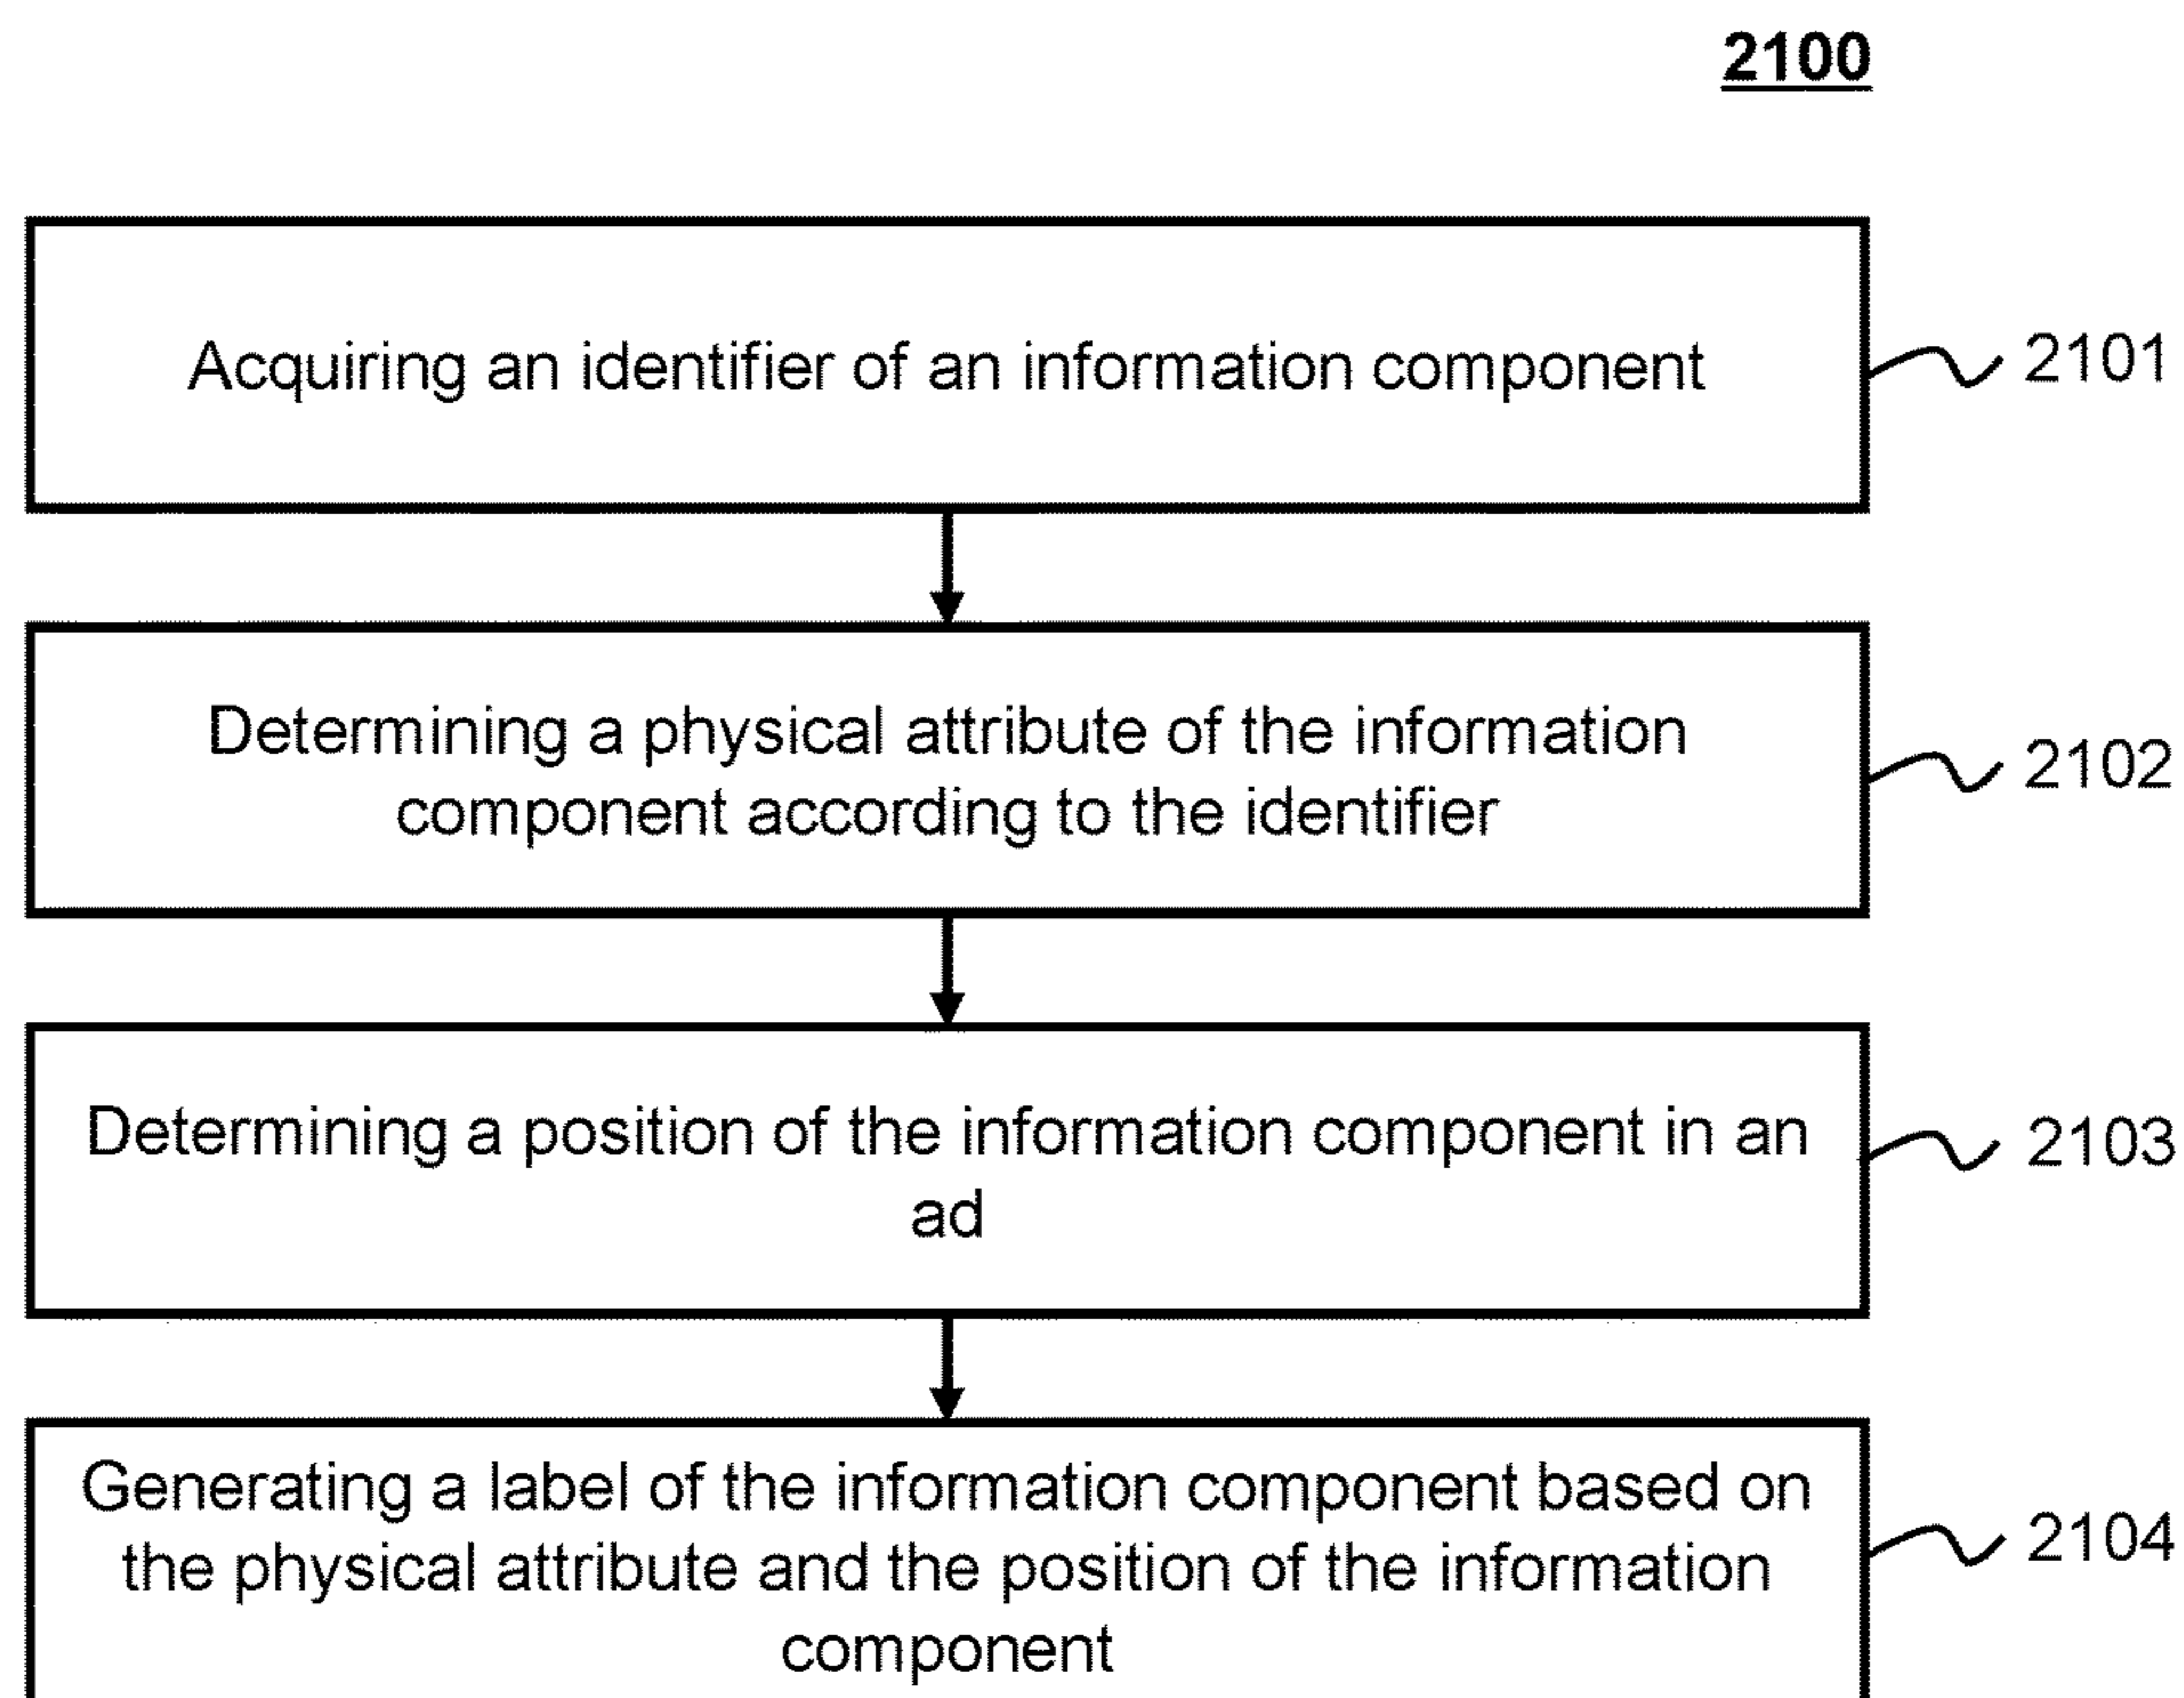 2100
Acquiring an identifier of an information component
2101
Determining a physical attribute of the information
component according to the identifier
2102
Determining a position of the information component in an
ad
2103
Generating a label of the information component based on
the physical attribute and the position of the information
component
2104